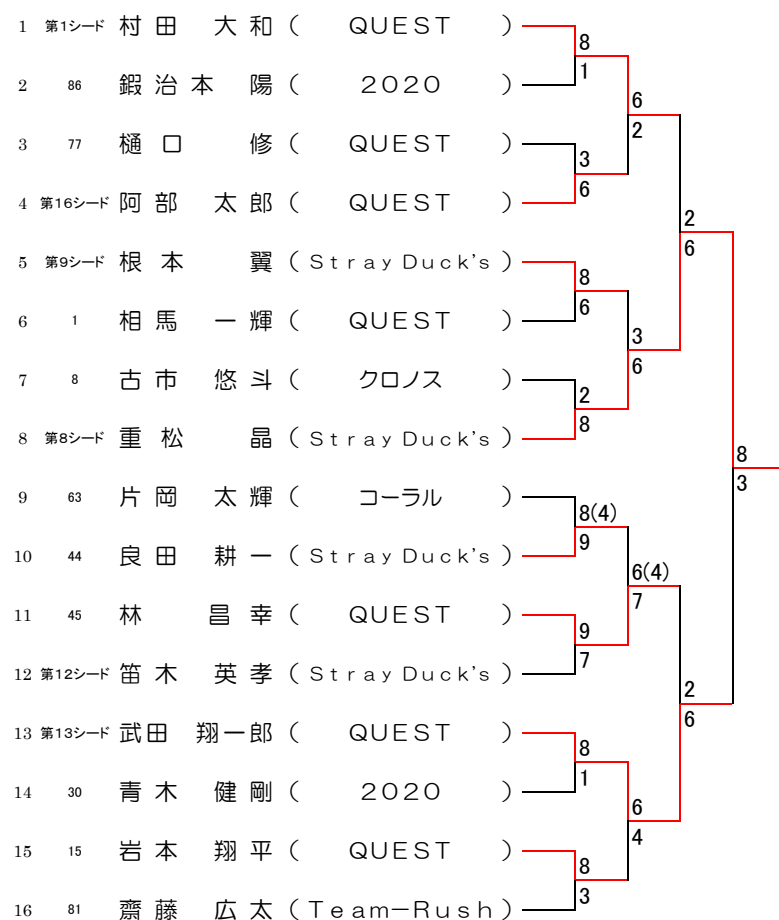 1 第1シード 村田 大和 ( QUEST )
8
2 86 鍜治本 陽 ( 2020 )
1
6
3 77 樋口 修 ( QUEST )
2
3
4 第16シード 阿部 太郎 ( QUEST )
6
2
5 第9シード 根本 翼 ( Stray Duck's )
6
8
6 1 相馬 一輝 ( QUEST )
6
3
7 8 古市 悠斗 ( クロノス )
6
2
8 第8シード 重松 晶 ( Stray Duck's )
8
8
3
9 63 片岡 太輝 ( コーラル )
8(4)
10 44 良田 耕一 ( Stray Duck's )
9
6(4)
11 45 林 昌幸 ( QUEST )
7
9
12 第12シード 笛木 英孝 ( Stray Duck's )
7
2
13 第13シード 武田 翔一郎 ( QUEST )
6
8
14 30 青木 健剛 ( 2020 )
1
6
15 15 岩本 翔平 ( QUEST )
4
8
16 81 齋藤 広太 ( Team-Rush )
3